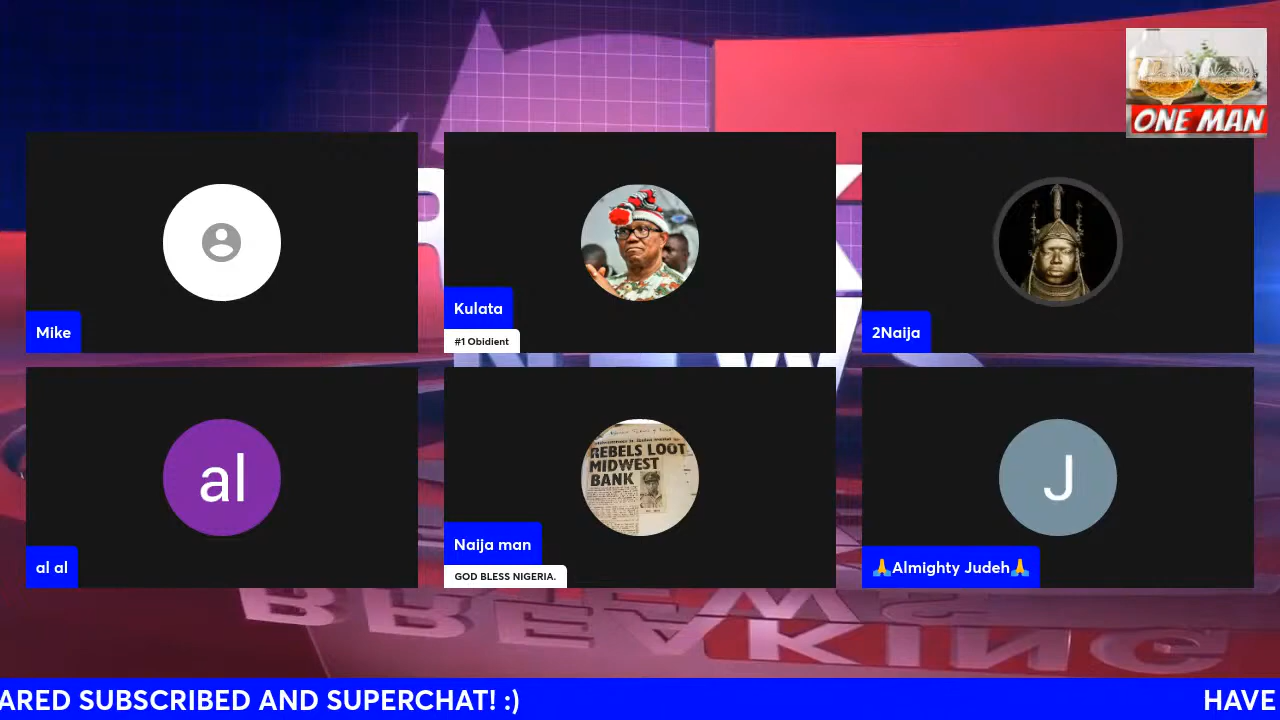 ONE MAN
Mike
Kulata
#1 Obidient
2Naija
al
al al
REBELS LOOT
MIDWEST
BANK
Naija man
GOD BLESS NIGERIA.
J
🙏Almighty Judeh🙏
BREAKING
ARED SUBSCRIBED AND SUPERCHAT! :)
HAVE